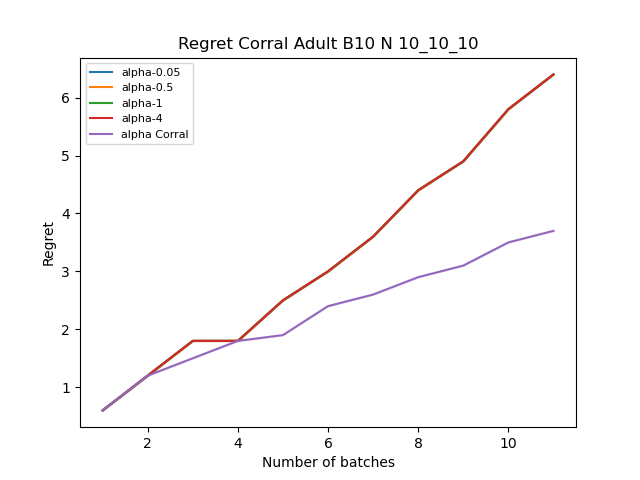 Regret Corral Adult B10 N 10_10_10
alpha-0.05
alpha-0.5
alpha-1
alpha-4
alpha Corral
6
5
4
3
2
1
Regret
2 4 6 8 10
Number of batches